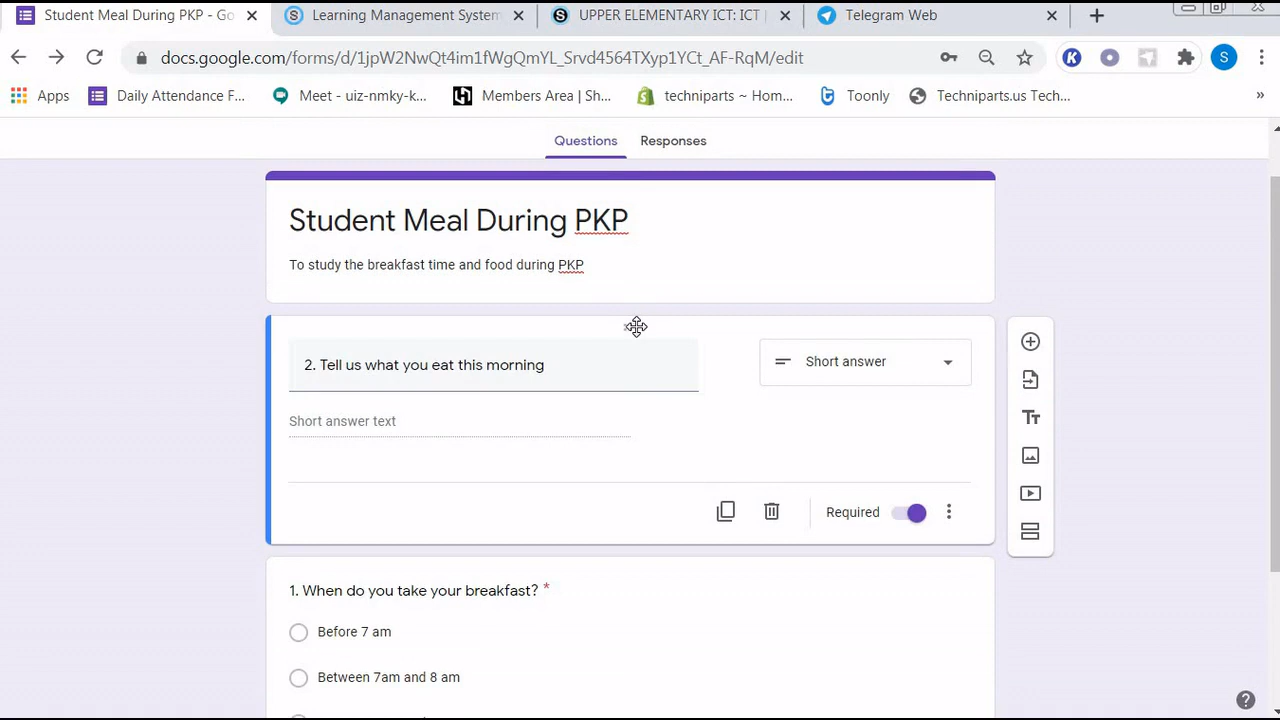 Student Meal During PKP - Go
Learning Management System
UPPER ELEMENTARY ICT: ICT
Telegram Web
docs.google.com/forms/d/1jpW2NwQt4im1fWgQmYL_Srvd4564TXyp1YCt_AF-RqM/edit
S
Apps
Daily Attendance F...
Meet - uiz-nmky-k...
Members Area | Sh...
techniparts ~ Hom...
Toonly
Techniparts.us Tech...
»
Questions
Responses
Student Meal During PKP
To study the breakfast time and food during PKP
2. Tell us what you eat this morning
Short answer
Short answer text
Required
1. When do you take your breakfast? *
Before 7 am
Between 7am and 8 am